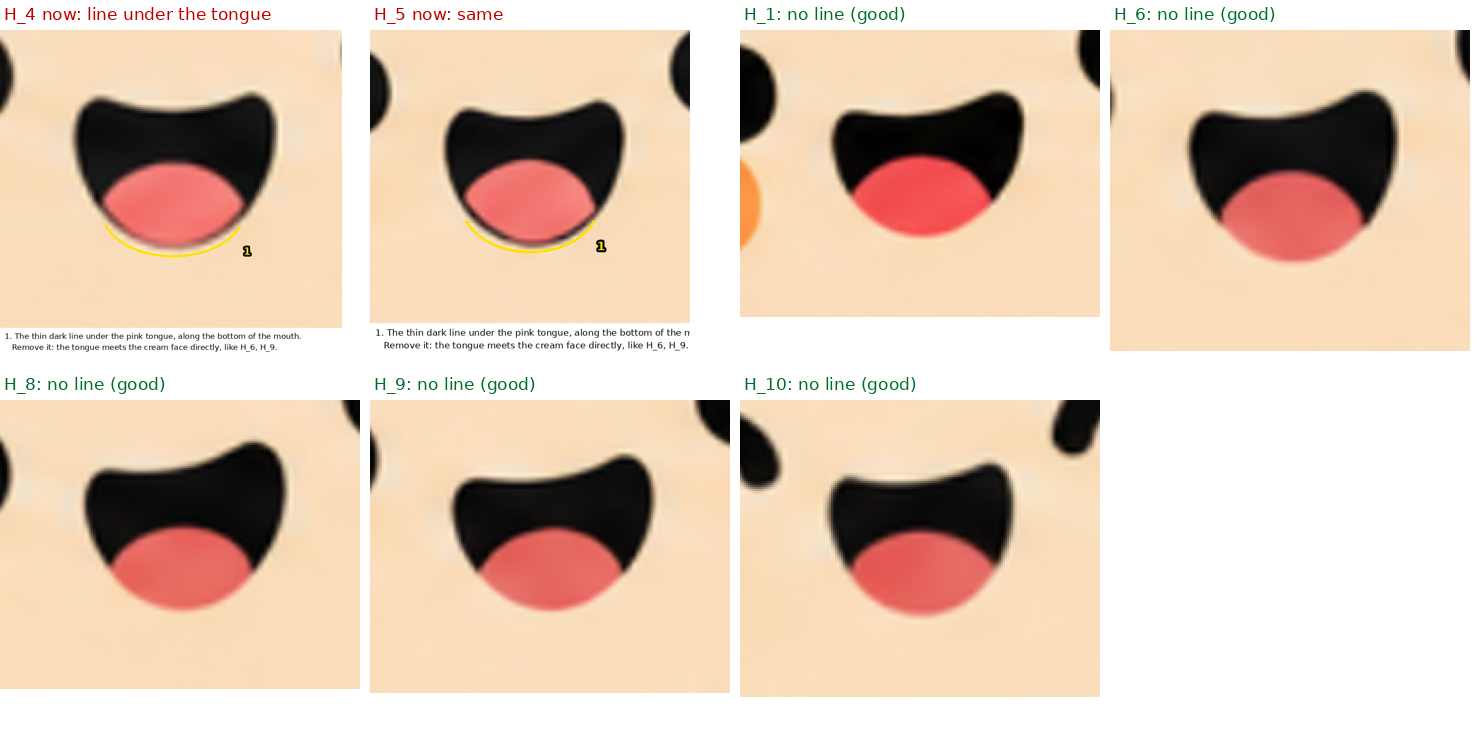 H_4 now: line under the tongue
H_5 now: same
H_1: no line (good)
H_6: no line (good)
1
1
1. The thin dark line under the pink tongue, along the bottom of the mouth.
Remove it: the tongue meets the cream face directly, like H_6, H_9.
1. The thin dark line under the pink tongue, along the bottom of the m
Remove it: the tongue meets the cream face directly, like H_6, H_9.
H_8: no line (good)
H_9: no line (good)
H_10: no line (good)